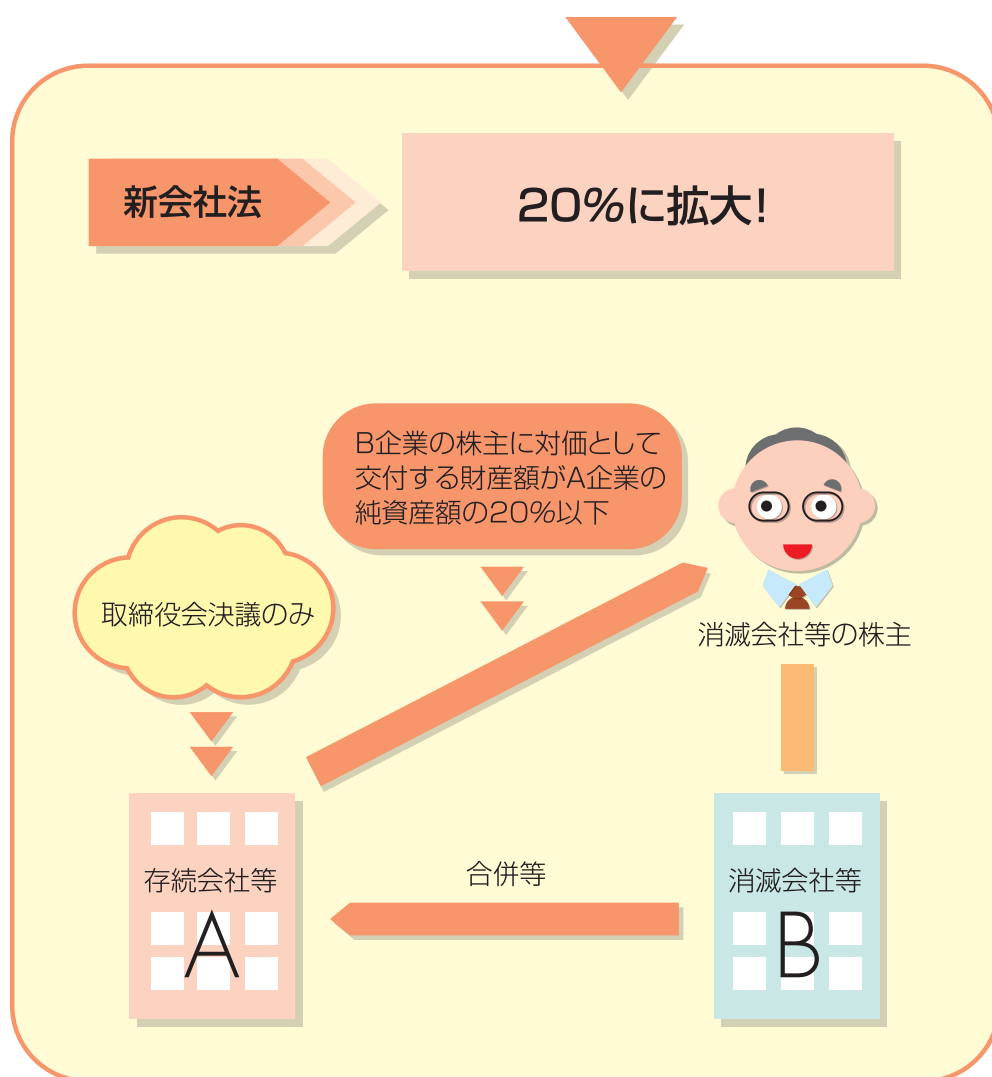 新会社法
20%に拡大!
B企業の株主に対価として
交付する財産額がA企業の
純資産額の20%以下
取締役会決議のみ
消滅会社等の株主
合併等
存続会社等
A
消滅会社等
B